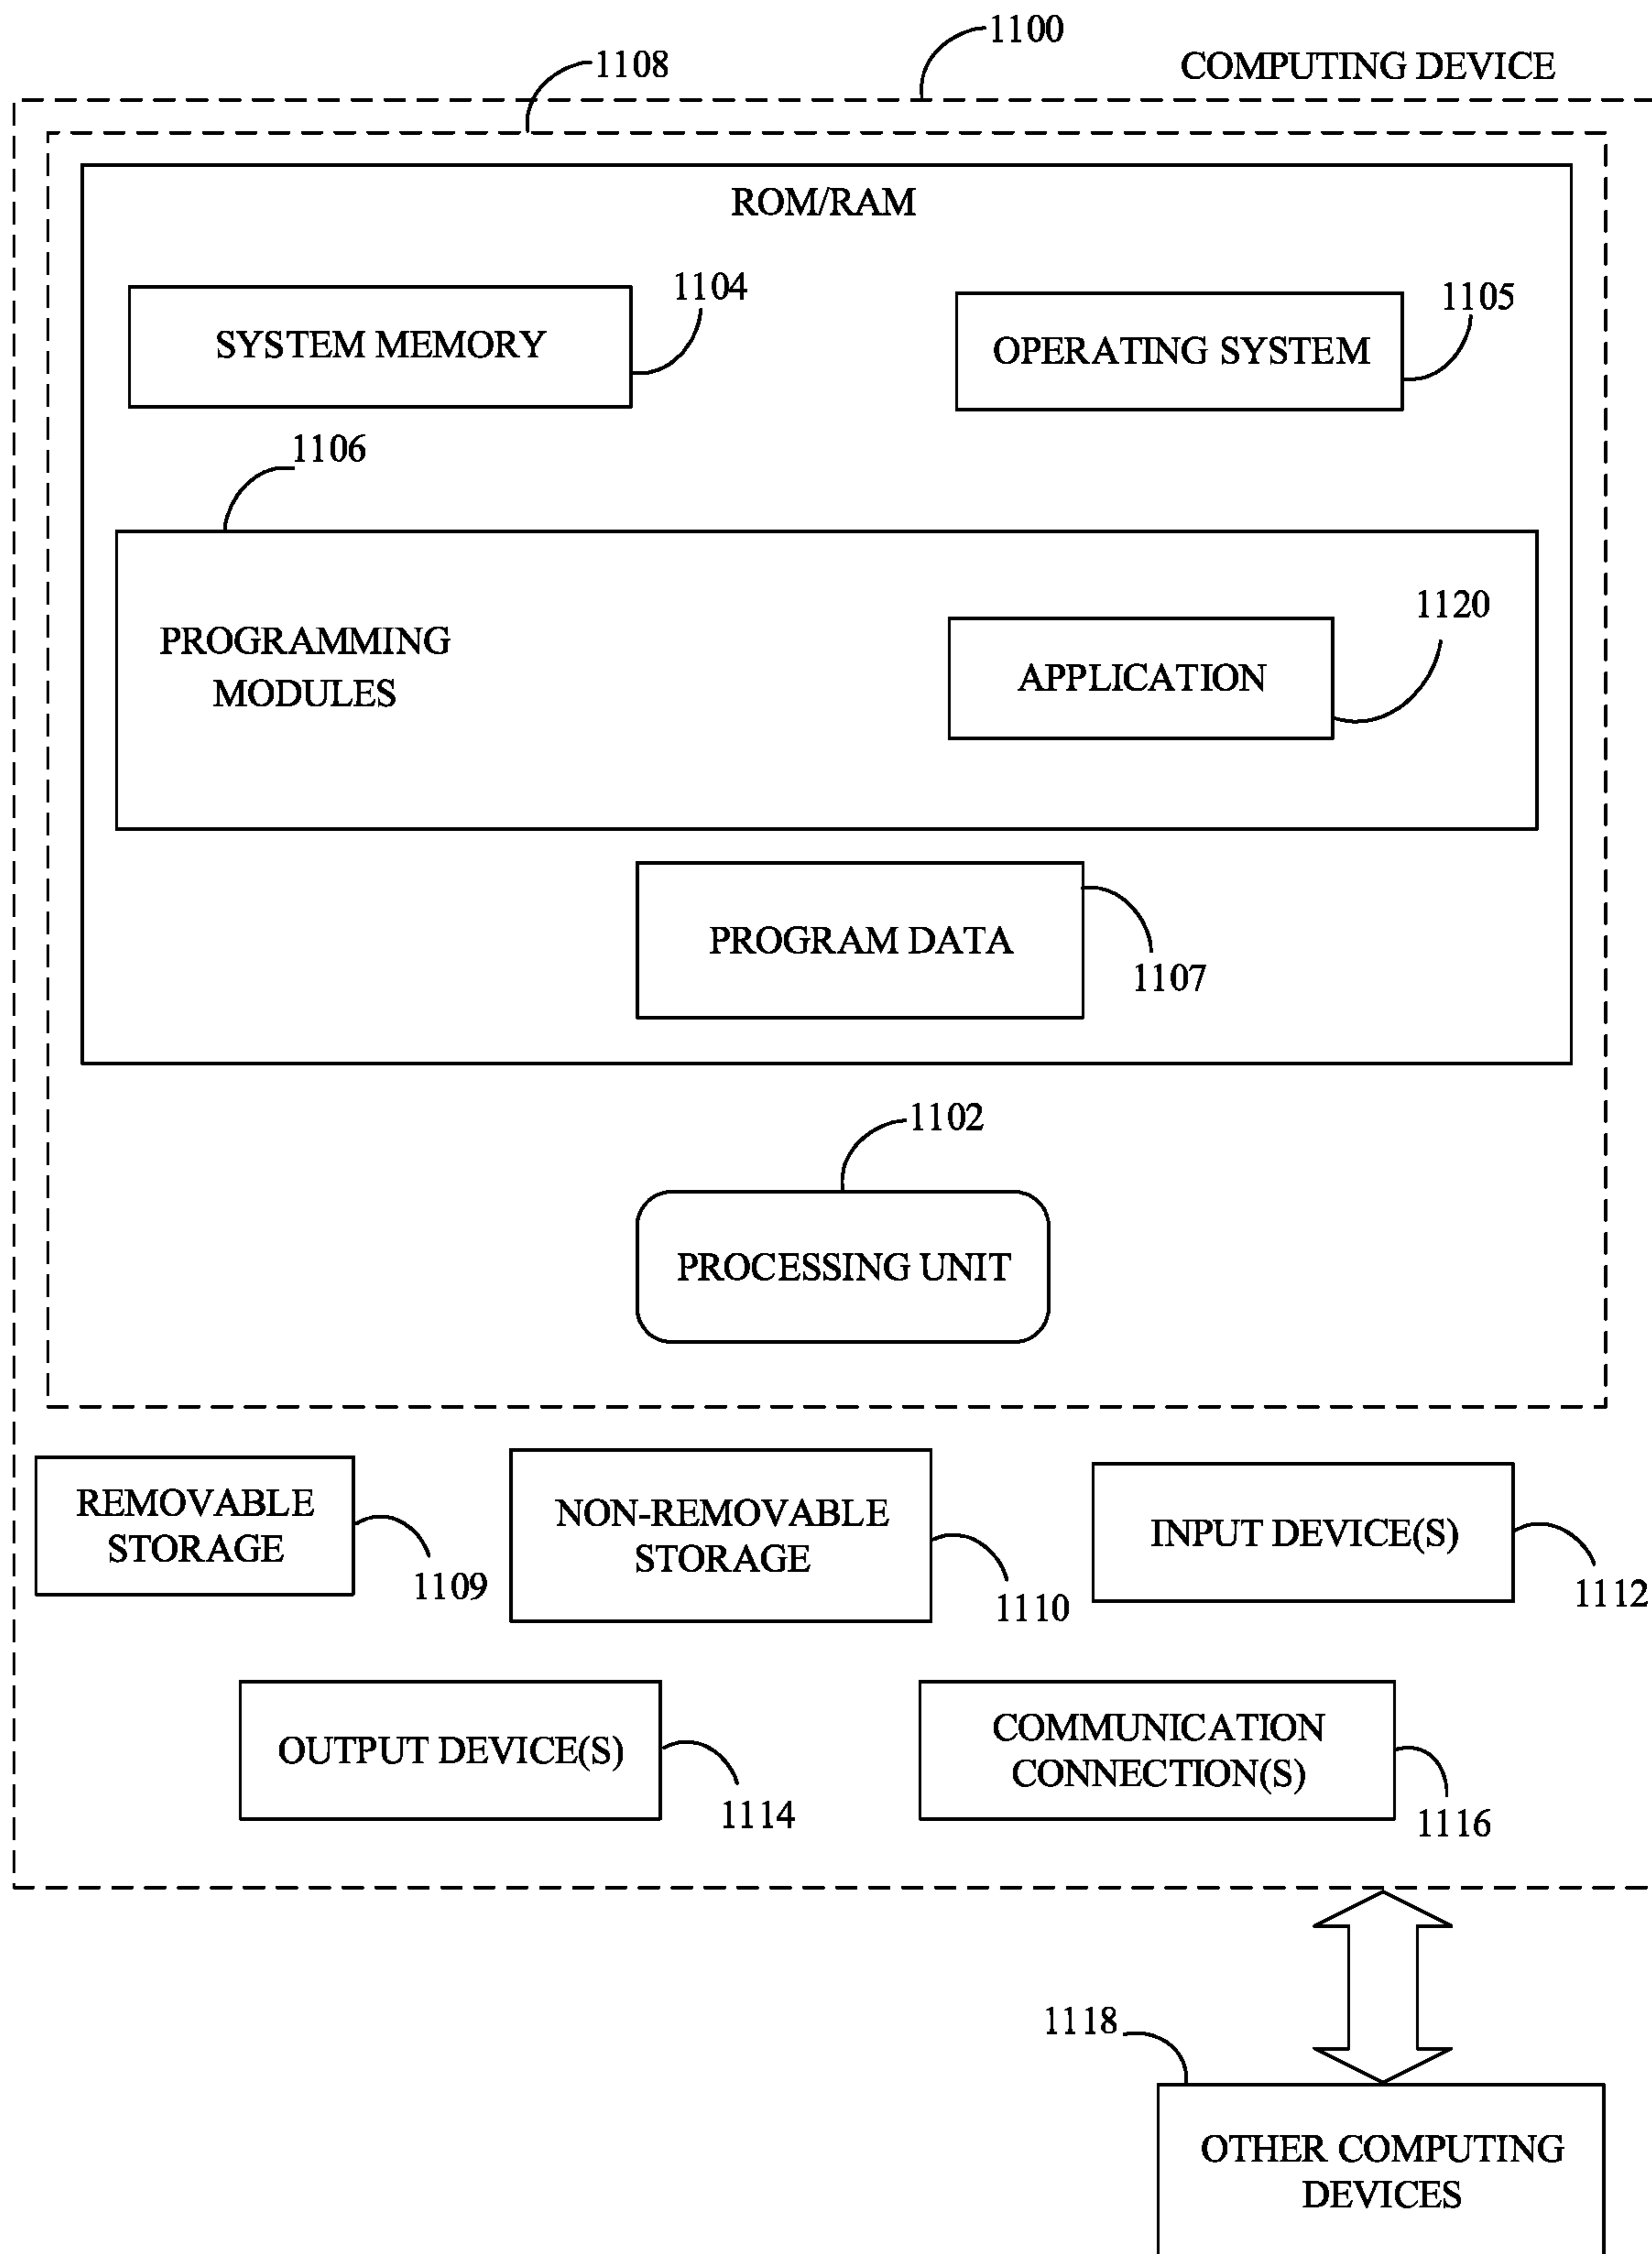 1100
1108
COMPUTING DEVICE
ROM/RAM
1104
1105
SYSTEM MEMORY
OPERATING SYSTEM
1106
1120
PROGRAMMING
MODULES
APPLICATION
PROGRAM DATA
1107
1102
PROCESSING UNIT
REMOVABLE
STORAGE
1109
NON-REMOVABLE
STORAGE
1110
INPUT DEVICE(S)
1112
OUTPUT DEVICE(S)
1114
COMMUNICATION
CONNECTION(S)
1116
1118
OTHER COMPUTING
DEVICES